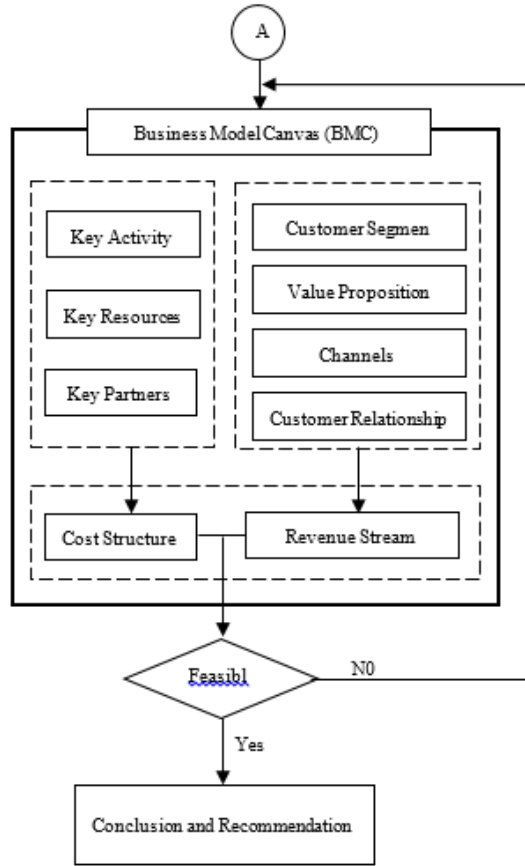 A
Business Model Canvas (BMC)
Key Activity
Key Resources
Key Partners
Customer Segmen
Value Proposition
Channels
Customer Relationship
Cost Structure
Revenue Stream
Feasibl
N0
Yes
Conclusion and Recommendation